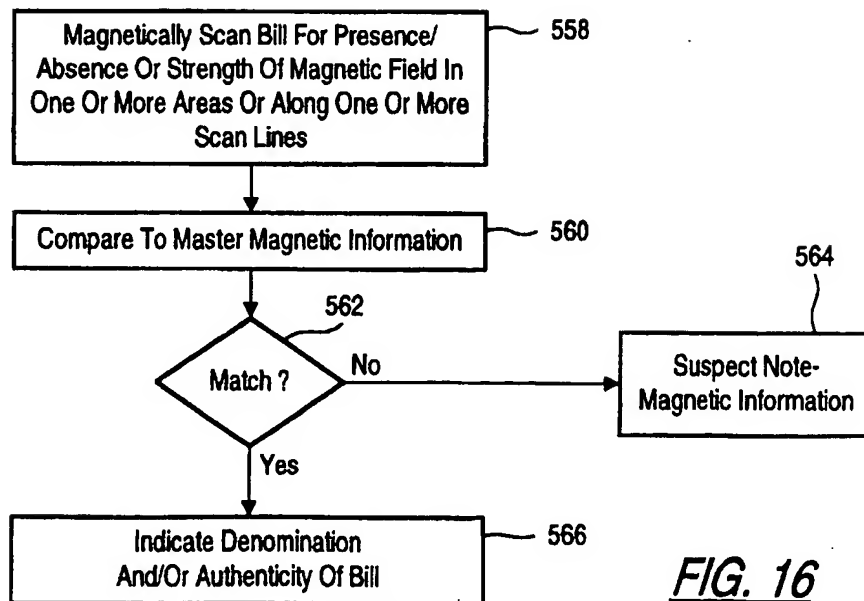 Magnetically Scan Bill For Presence/
Absence Or Strength Of Magnetic Field In
One Or More Areas Or Along One Or More
Scan Lines
558
Compare To Master Magnetic Information
560
562
564
Match ?
No
Suspect Note-
Magnetic Information
Yes
Indicate Denomination
And/Or Authenticity Of Bill
566
FIG. 16